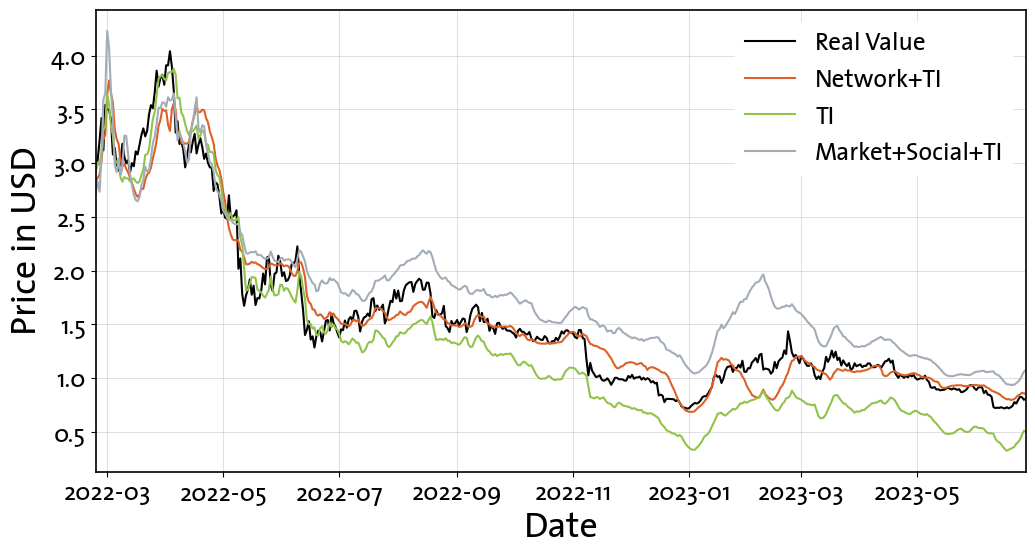 Real Value
Network+TI
TI
Market+Social+TI
4.0
3.5
3.0
2.5
2.0
1.5
1.0
0.5
Price in USD
2022-03 2022-05 2022-07 2022-09 2022-11 2023-01 2023-03 2023-05
Date